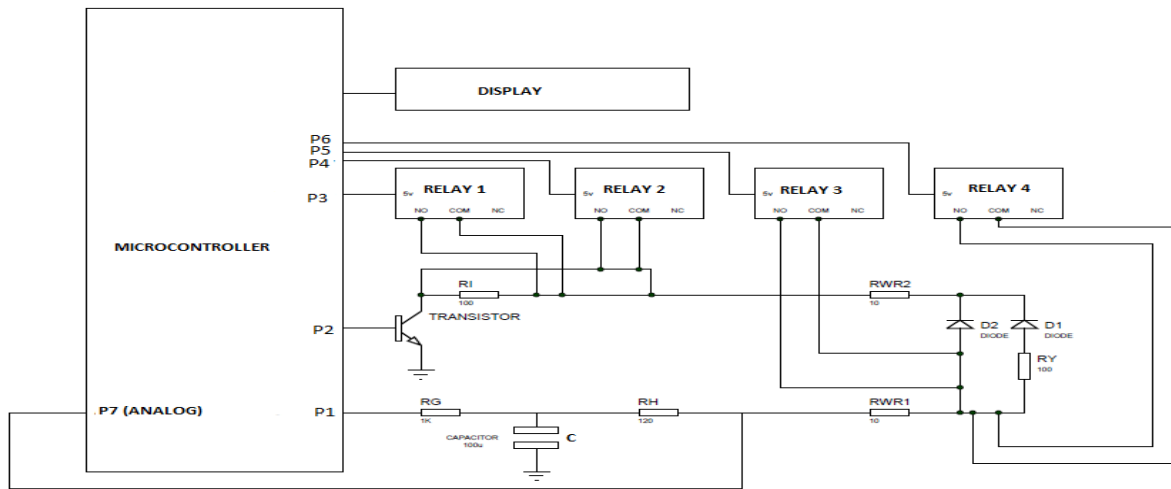 DISPLAY
P6
P5
P4
P3
5v RELAY 1
NO COM NC
5v RELAY 2
NO COM NC
5v RELAY 3
NO COM NC
5v RELAY 4
NO COM NC
MICROCONTROLLER
RI
100
TRANSISTOR
P2
RWR2
10
D2
DIODE
D1
DIODE
RY
100
P7 (ANALOG)
P1
RG
1K
CAPACITOR
100u
C
RH
120
RWR1
10